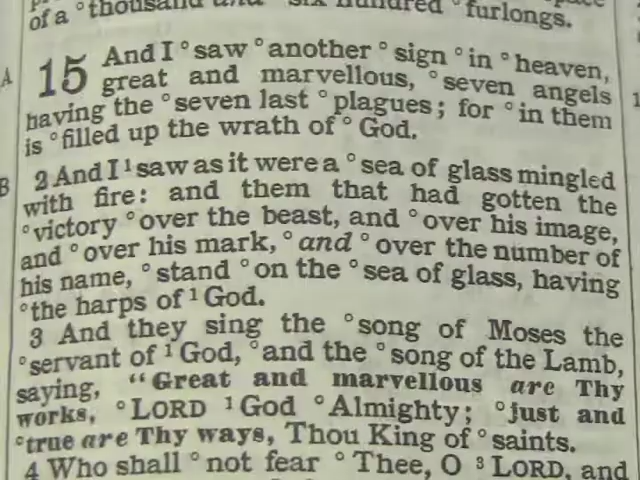 of a °thousand and °six hundred °furlongs.
A 15 And I °saw °another °sign °in °heaven,
great and marvellous, °seven angels
having the °seven last °plagues; for °in them
is °filled up the wrath of °God.
B 2 And I ¹saw as it were a °sea of glass mingled
with fire: and them that had gotten the
°victory °over the beast, and °over his image,
and °over his mark, °and °over the number of
his name, °stand °on the °sea of glass, having
°the harps of ¹God.
3 And they sing the °song of Moses the
°servant of ¹God, °and the °song of the Lamb,
saying, "Great and marvellous are Thy
works, °LORD ¹God °Almighty; °just and
°true are Thy ways, Thou King of °saints.
4 Who shall °not fear °Thee, O ³LORD, and